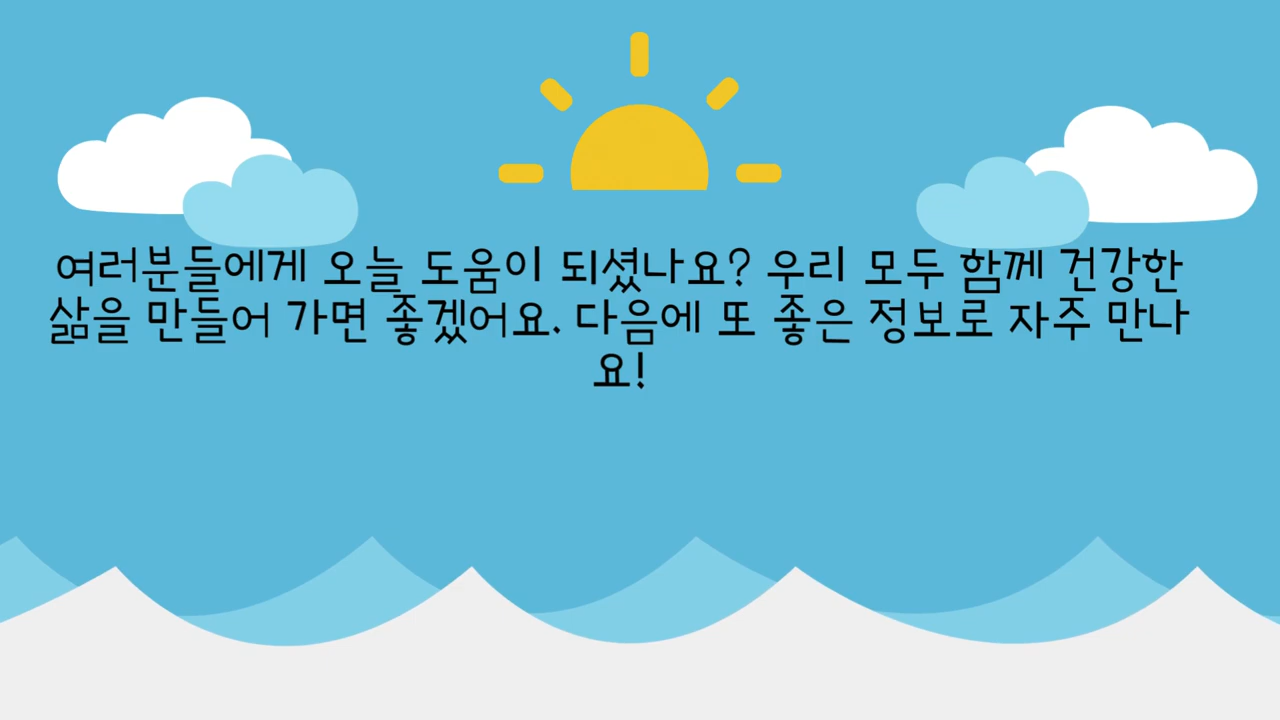 여러분들에게 오늘 도움이 되셨나요? 우리 모두 함께 건강한
삶을 만들어 가면 좋겠어요. 다음에 또 좋은 정보로 자주 만나
요!